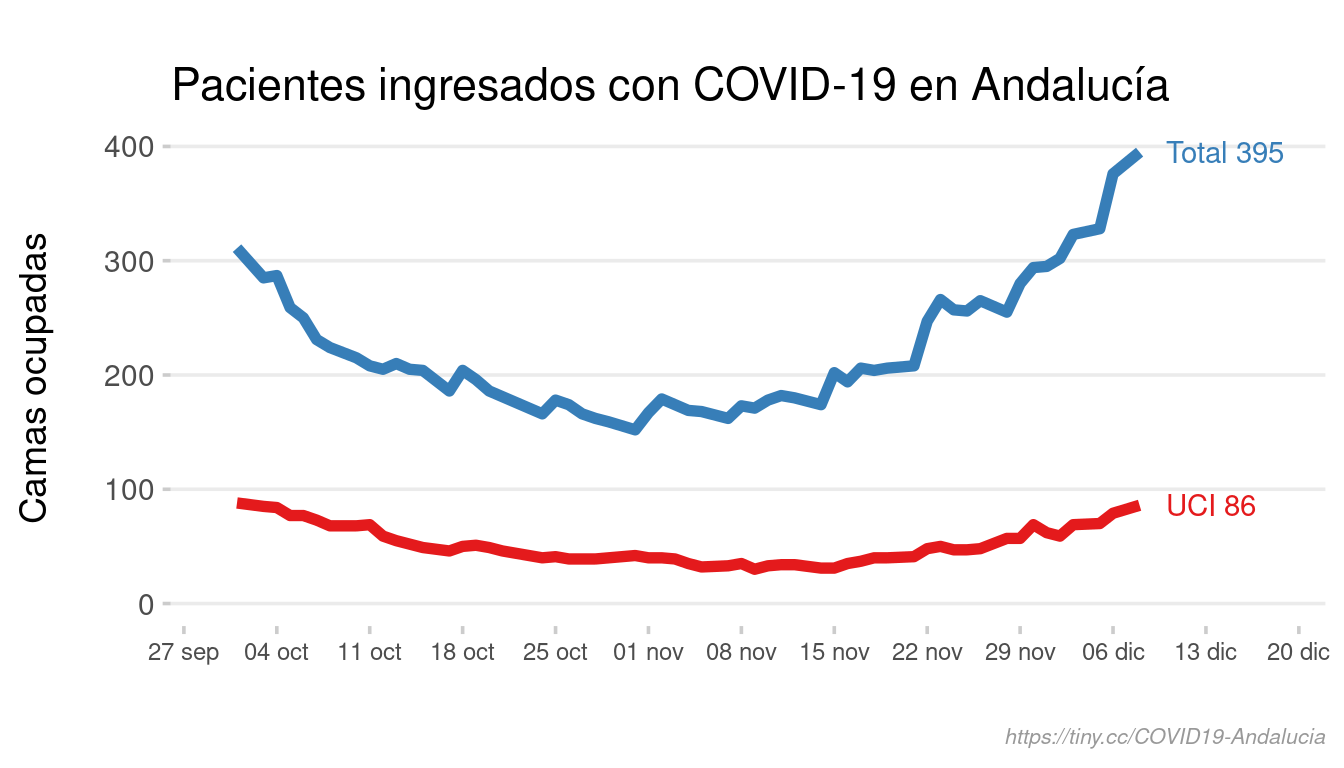 Pacientes ingresados con COVID-19 en Andalucía
Camas ocupadas
400
300
200
100
0
Total 395
UCI 86
27 sep 04 oct 11 oct 18 oct 25 oct 01 nov 08 nov 15 nov 22 nov 29 nov 06 dic 13 dic 20 dic
https://tiny.cc/COVID19-Andalucia